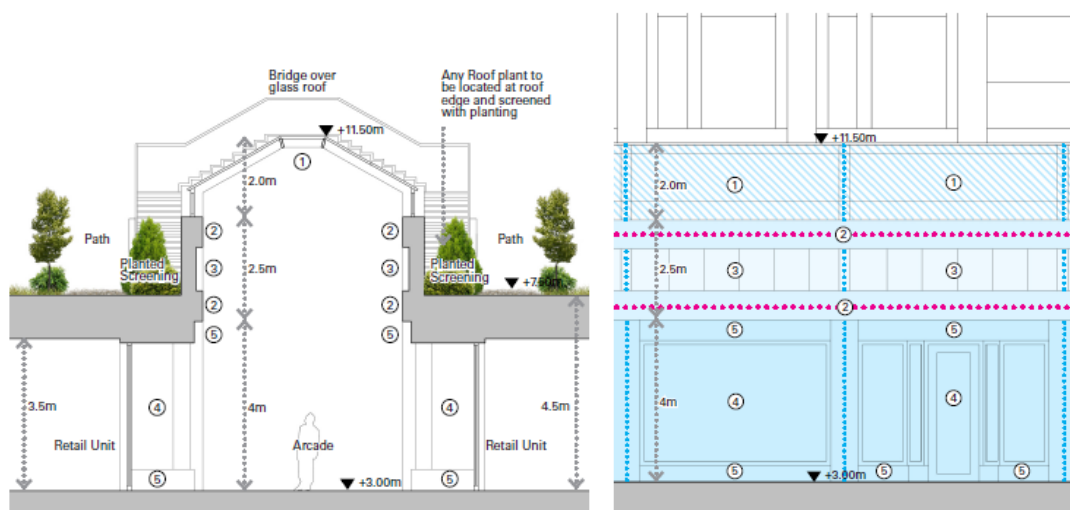 Bridge over
glass roof
Any Roof plant to
be located at roof
edge and screened
with planting
+11.50m
1
2.0m
2
2
Path
Path
Planted
Screening
Planted
Screening
3
3
2.5m
2
2
5
5
3.5m
4m
4.5m
4
4
Retail Unit
Arcade
Retail Unit
5
5
+3.00m
+11.50m
1
1
2.0m
2
2.5m
3
3
2
5
5
4m
4
4
5
5
5
+3.00m